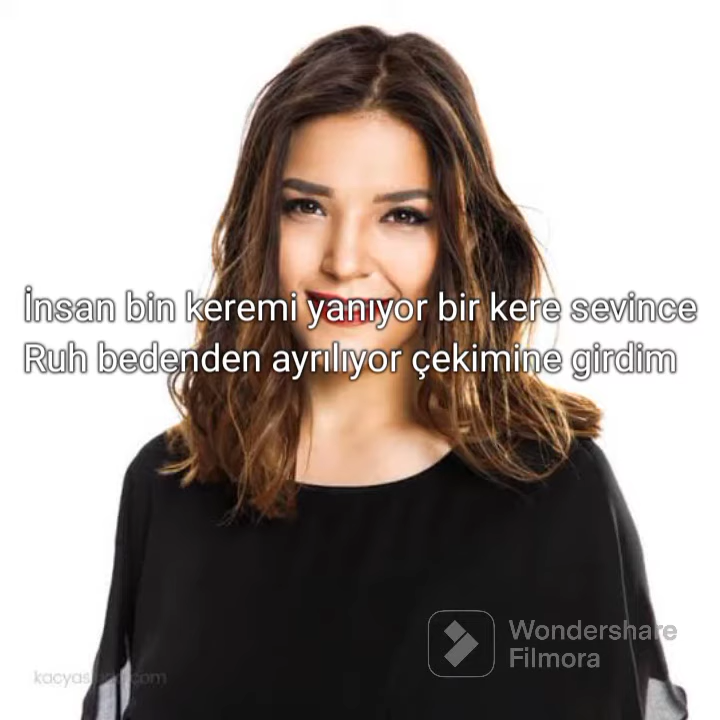 İnsan bin keremi yanıyor bir kere sevince
Ruh bedenden ayrılıyor çekimine girdim
Wondershare
Filmora